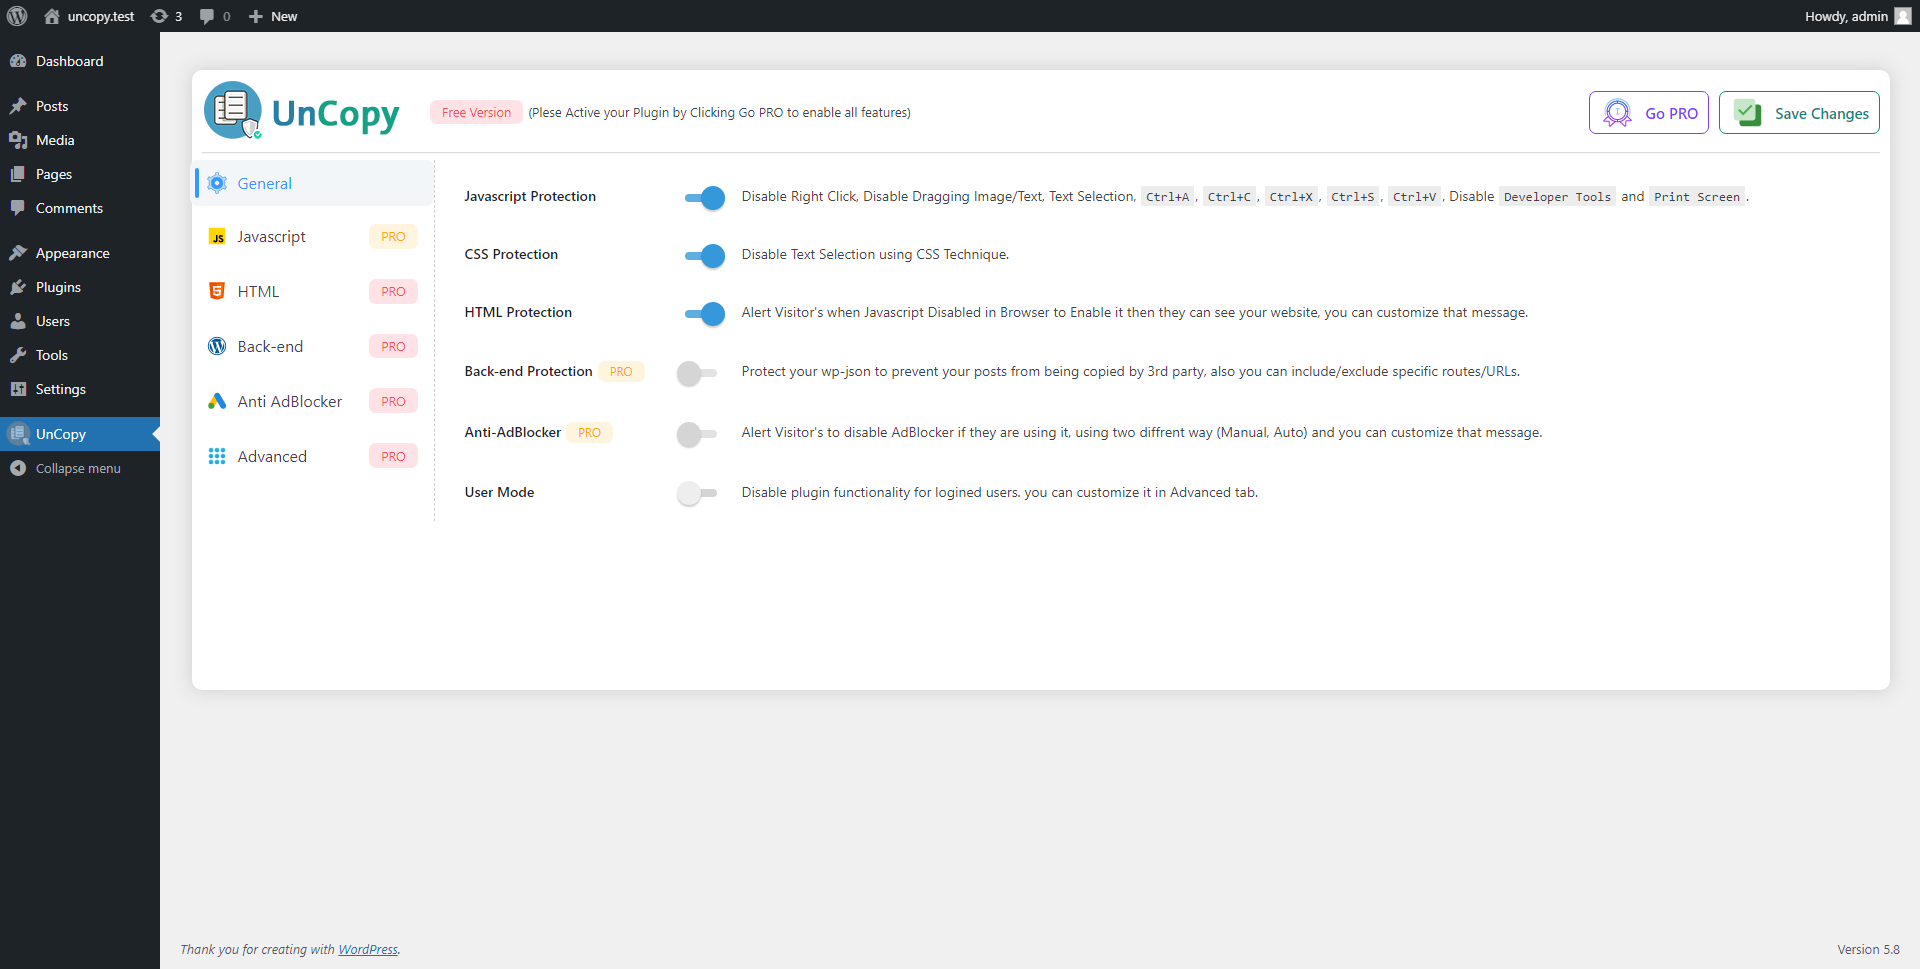 uncopy.test 3 0 New Howdy, admin
Dashboard
Posts
Media
Pages
Comments
Appearance
Plugins
Users
Tools
Settings
UnCopy
Collapse menu
UnCopy Free Version (Plese Active your Plugin by Clicking Go PRO to enable all features) Go PRO Save Changes
General
Javascript PRO
HTML PRO
Back-end PRO
Anti AdBlocker PRO
Advanced PRO
Javascript Protection Disable Right Click, Disable Dragging Image/Text, Text Selection, Ctrl+A, Ctrl+C, Ctrl+X, Ctrl+S, Ctrl+V, Disable Developer Tools and Print Screen.
CSS Protection Disable Text Selection using CSS Technique.
HTML Protection Alert Visitor's when Javascript Disabled in Browser to Enable it then they can see your website, you can customize that message.
Back-end Protection PRO Protect your wp-json to prevent your posts from being copied by 3rd party, also you can include/exclude specific routes/URLs.
Anti-AdBlocker PRO Alert Visitor's to disable AdBlocker if they are using it, using two diffrent way (Manual, Auto) and you can customize that message.
User Mode Disable plugin functionality for logined users. you can customize it in Advanced tab.
Thank you for creating with WordPress. Version 5.8